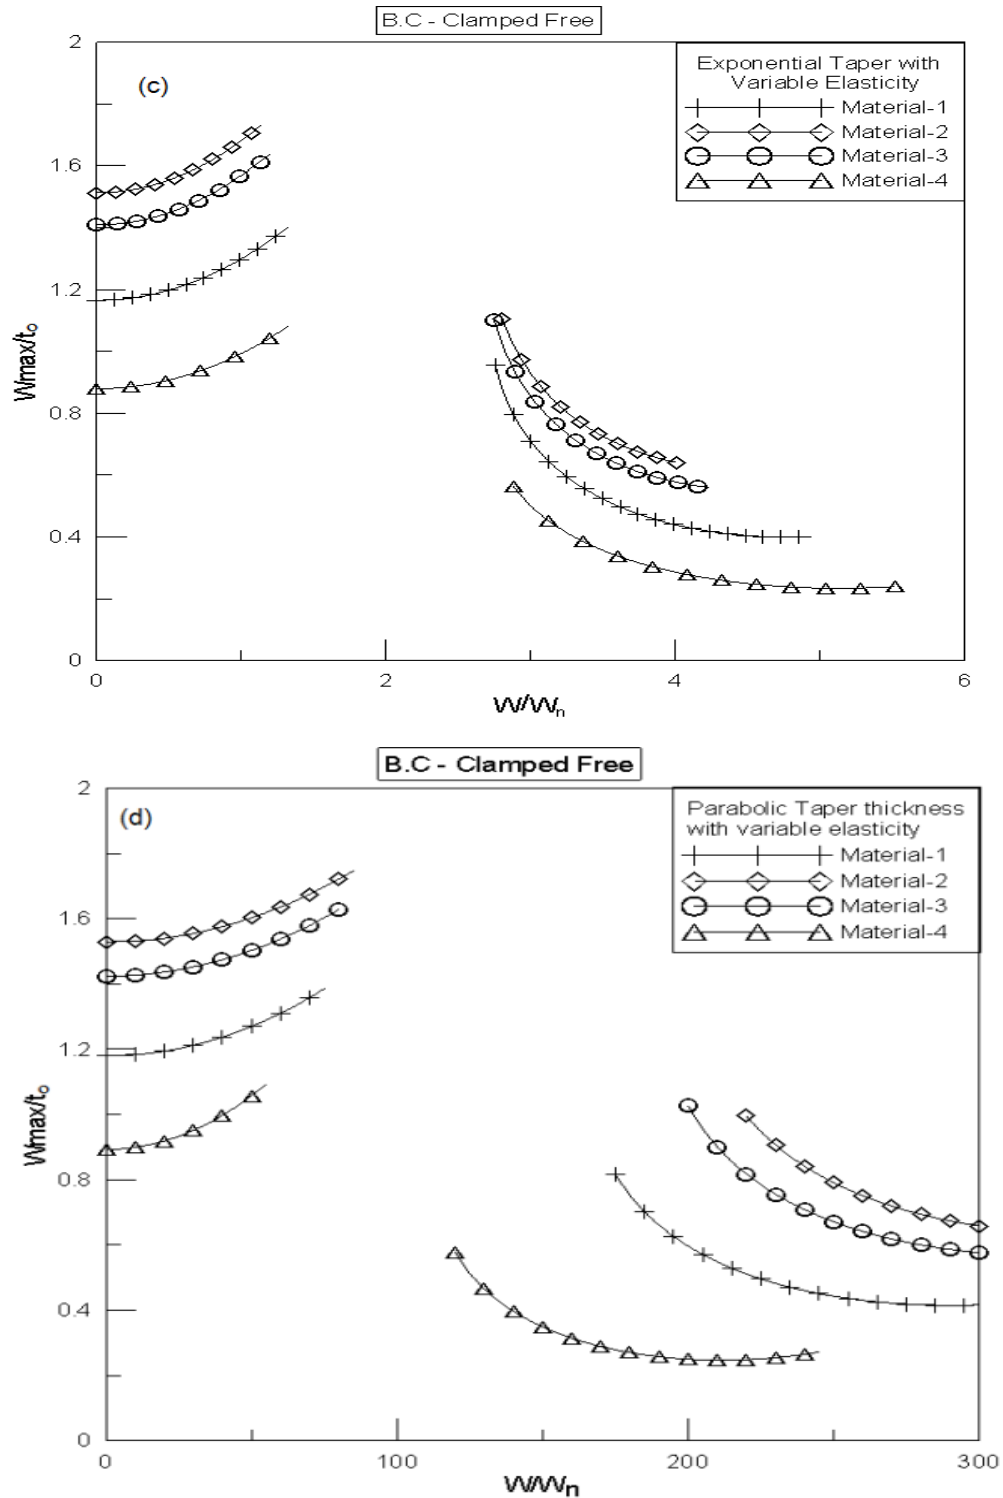 B.C - Clamped Free
2
(c)
Exponential Taper with
Variable Elasticity
Material-1
Material-2
Material-3
Material-4
1.6
1.2
Wmax/to
0.8
0.4
0
0 2 4 6
W/Wn
B.C - Clamped Free
2
(d)
Parabolic Taper thickness
with variable elasticity
Material-1
Material-2
Material-3
Material-4
1.6
1.2
Wmax/to
0.8
0.4
0
0 100 200 300
W/Wn